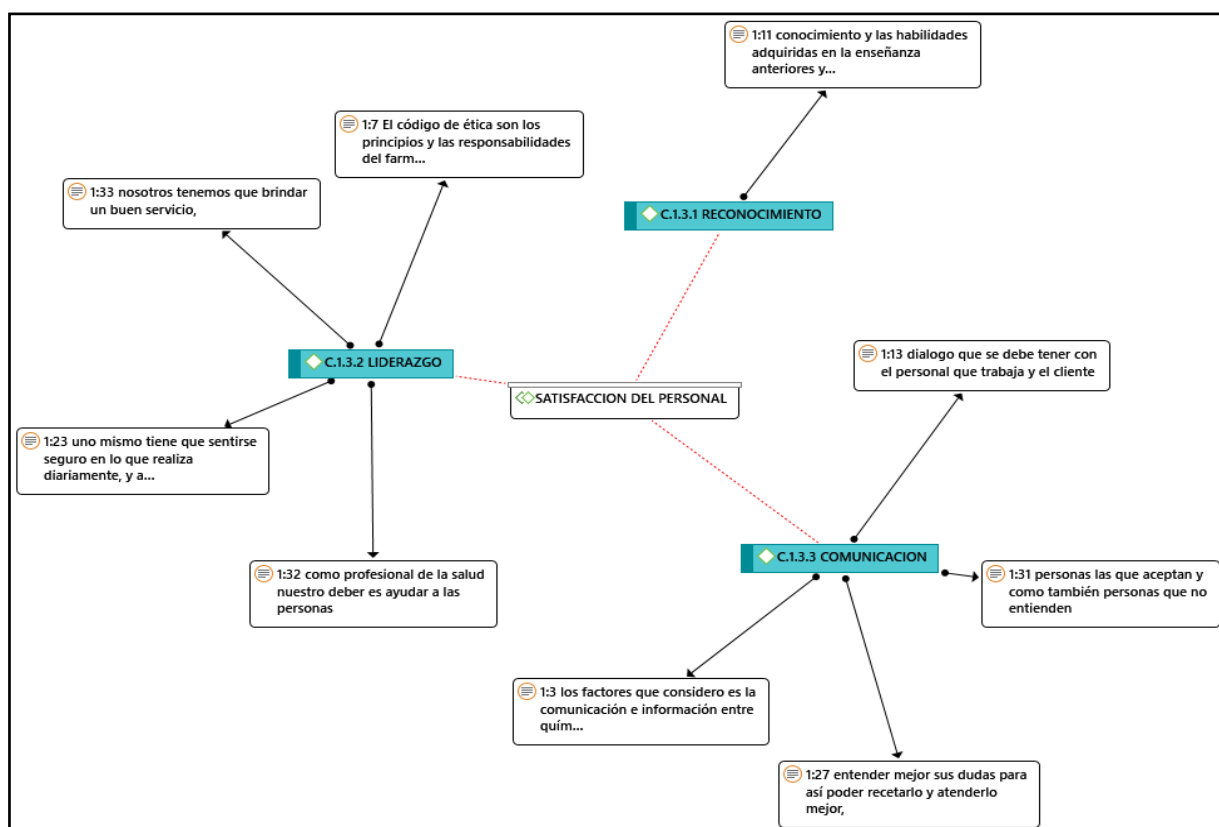 1:11 conocimiento y las habilidades
adquiridas en la enseñanza
anteriores y...
1:7 El código de ética son los
principios y las responsabilidades
del farm...
1:33 nosotros tenemos que brindar
un buen servicio,
C.1.3.1 RECONOCIMIENTO
C.1.3.2 LIDERAZGO
1:13 dialogo que se debe tener con
el personal que trabaja y el cliente
SATISFACCION DEL PERSONAL
1:23 uno mismo tiene que sentirse
seguro en lo que realiza
diariamente, y a...
C.1.3.3 COMUNICACION
1:32 como profesional de la salud
nuestro deber es ayudar a las
personas
1:31 personas las que aceptan y
como también personas que no
entienden
1:3 los factores que considero es la
comunicación e información entre
quím...
1:27 entender mejor sus dudas para
así poder recetarlo y atenderlo
mejor,